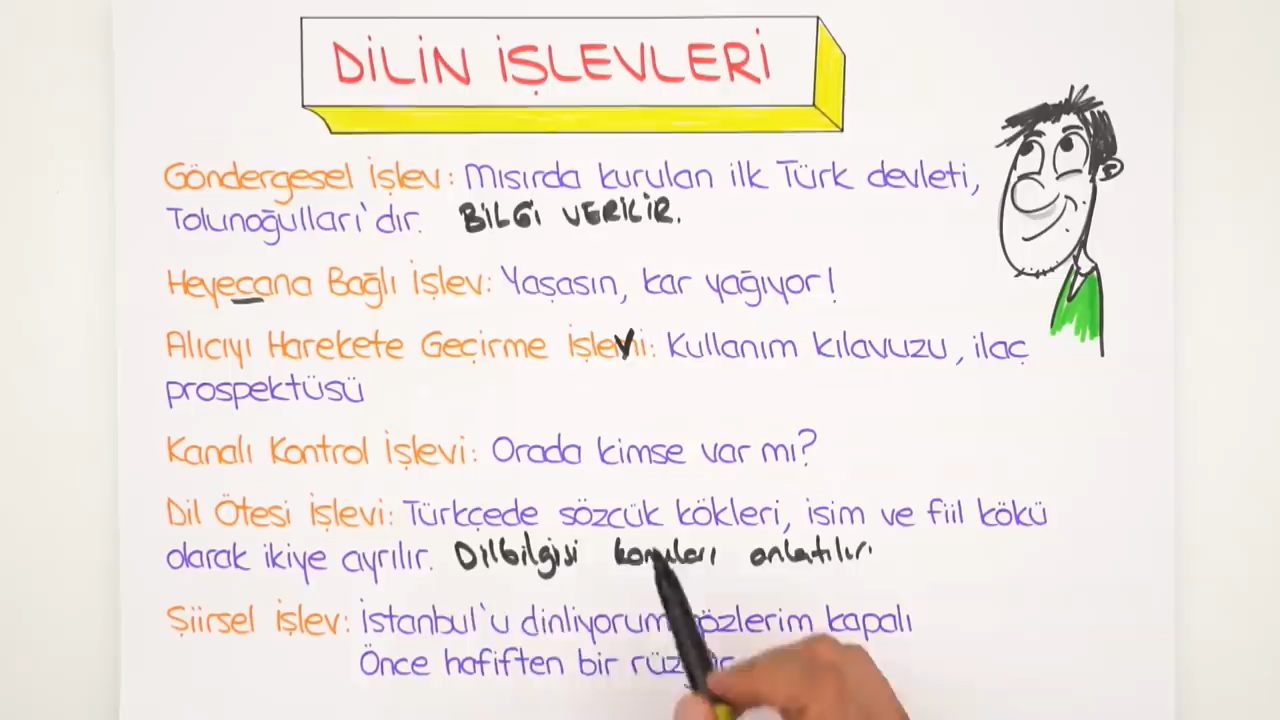 DİLİN İŞLEVLERİ
Göndergesel İşlev: Mısırda kurulan ilk Türk devleti,
Tolunoğulları'dır. BİLGİ VERİLİR.
Heyecana Bağlı İşlev: Yaşasın, kar yağıyor!
Alıcıyı Harekete Geçirme İşlevi: Kullanım kılavuzu, ilaç
prospektüsü
Kanalı Kontrol İşlevi: Orada kimse var mı?
Dil Ötesi İşlevi: Türkçede sözcük kökleri, isim ve fiil kökü
olarak ikiye ayrılır. Dilbilgisi konuları anlatılır.
Şiirsel İşlev: İstanbul'u dinliyorum gözlerim kapalı
Önce hafiften bir